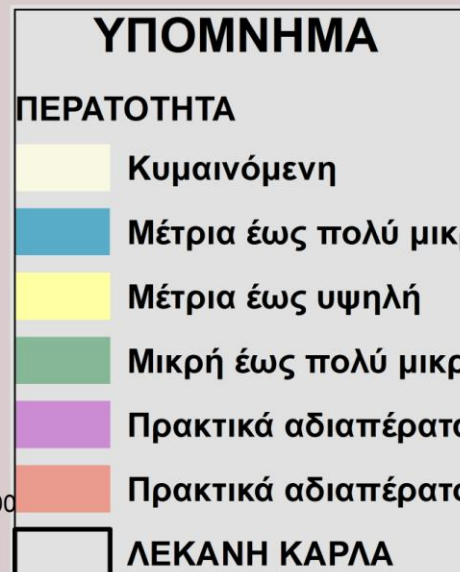 ΥΠΟΜΝΗΜΑ
ΠΕΡΑΤΟΤΗΤΑ
Κυμαινόμενη
Μέτρια έως πολύ
Μέτρια έως υψηλή
Μικρή έως πολύ
Πρακτικά
Πρακτικά
ΛΕΚΑΝΗ ΚΑΡΛΑ